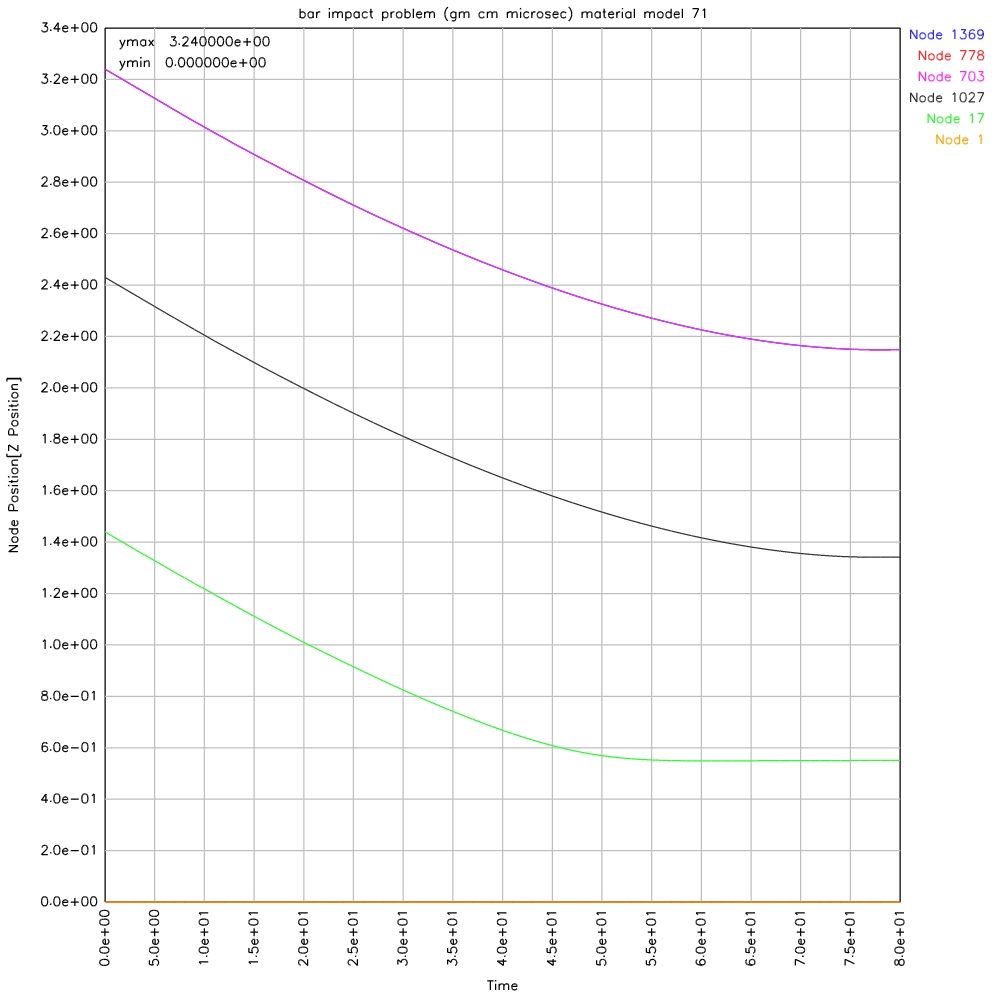 bar impact problem (gm cm microsec) material model 71
ymax 3.240000e+00
ymin 0.000000e+00
Node 1369
Node 778
Node 703
Node 1027
Node 17
Node 1
3.4e+00
3.2e+00
3.0e+00
2.8e+00
2.6e+00
2.4e+00
2.2e+00
2.0e+00
1.8e+00
1.6e+00
1.4e+00
1.2e+00
1.0e+00
8.0e−01
6.0e−01
4.0e−01
2.0e−01
0.0e+00
Node Position[Z Position]
0.0e+00
5.0e+00
1.0e+01
1.5e+01
2.0e+01
2.5e+01
3.0e+01
3.5e+01
4.0e+01
4.5e+01
5.0e+01
5.5e+01
6.0e+01
6.5e+01
7.0e+01
7.5e+01
8.0e+01
Time